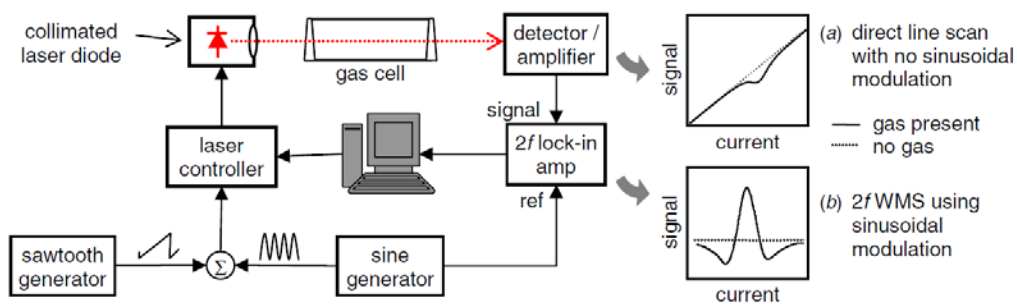 collimated
laser diode
gas cell
detector /
amplifier
signal
laser
controller
2f lock-in
amp
ref
sawtooth
generator
Σ
sine
generator
signal
current
(a) direct line scan
with no sinusoidal
modulation
gas present
no gas
signal
current
(b) 2f WMS using
sinusoidal
modulation